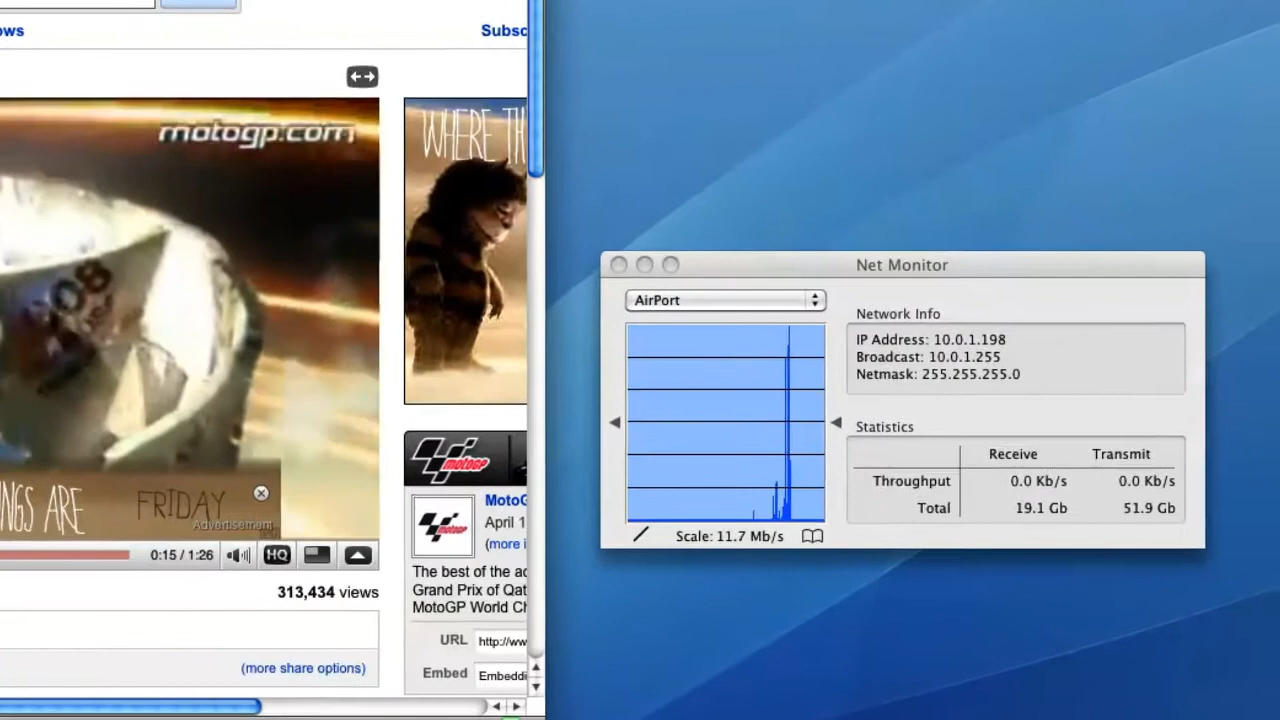 ows
Subsc
motogp.com
WHERE TH
08
NGS ARE
FRIDAY
Advertisement
0:15 / 1:26
HQ
313,434 views
(more share options)
motoGP
MotoG
April 1
(more i
The best of the ac
Grand Prix of Qat
MotoGP World Ch
URL
http://ww
Embed
Embeddi
Net Monitor
AirPort
Scale: 11.7 Mb/s
Network Info
IP Address: 10.0.1.198
Broadcast: 10.0.1.255
Netmask: 255.255.255.0
Statistics
Receive Transmit
Throughput 0.0 Kb/s 0.0 Kb/s
Total 19.1 Gb 51.9 Gb